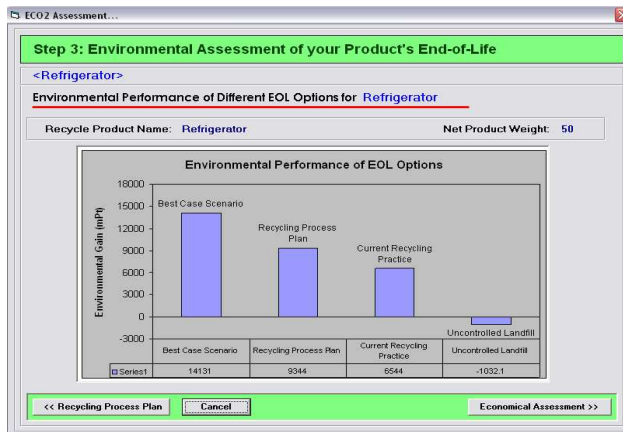 ECO2 Assessment...
Step 3: Environmental Assessment of your Product's End-of-Life
<Refrigerator>
Environmental Performance of Different EOL Options for Refrigerator
Recycle Product Name: Refrigerator Net Product Weight: 50
Environmental Performance of EOL Options
Environmental Gain (mPt)
18000
15000
12000
9000
6000
3000
0
-3000
Best Case Scenario
Recycling Process
Plan
Current Recycling
Practice
Uncontrolled Landfill
Best Case Scenario Recycling Process Plan Current Recycling
Practice Uncontrolled Landfill
Series1 14131 9344 6544 -1032.1
<< Recycling Process Plan Cancel Economical Assessment >>